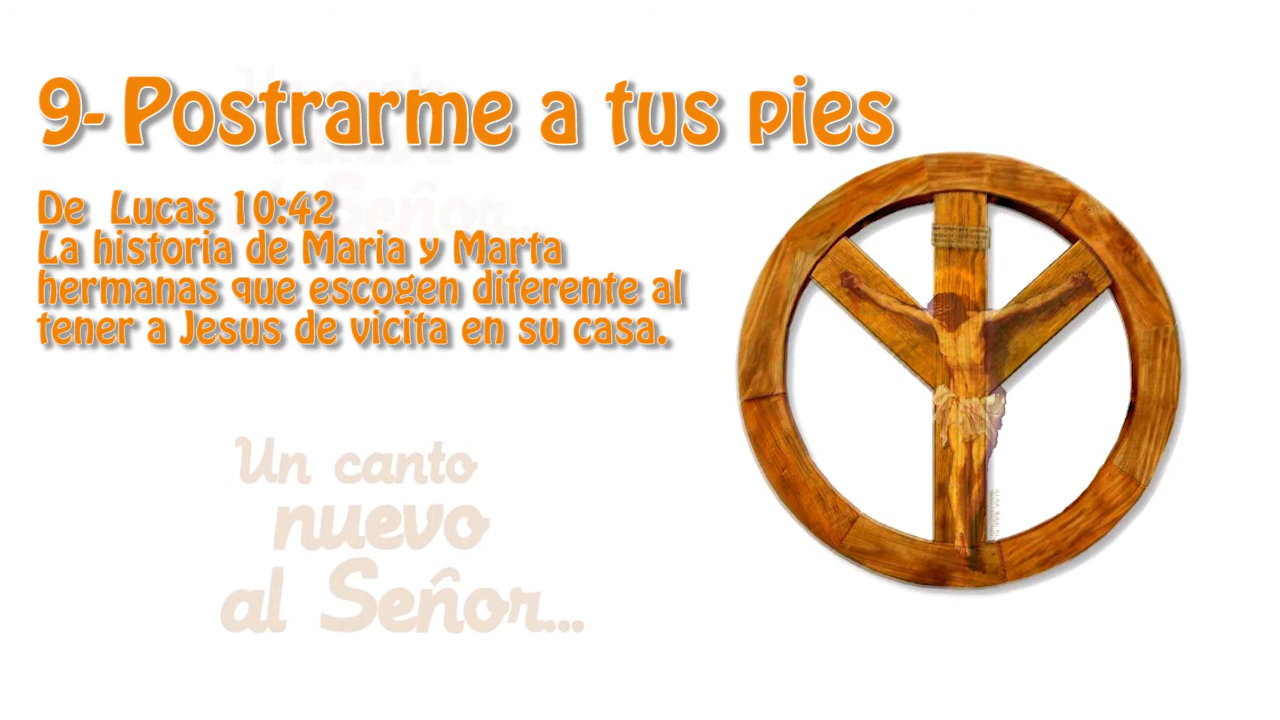 9- Postrarme a tus pies
De Lucas 10:42
La historia de Maria y Marta
hermanas que escogen diferente al
tener a Jesus de vicita en su casa.
Un canto
nuevo
al Señor...